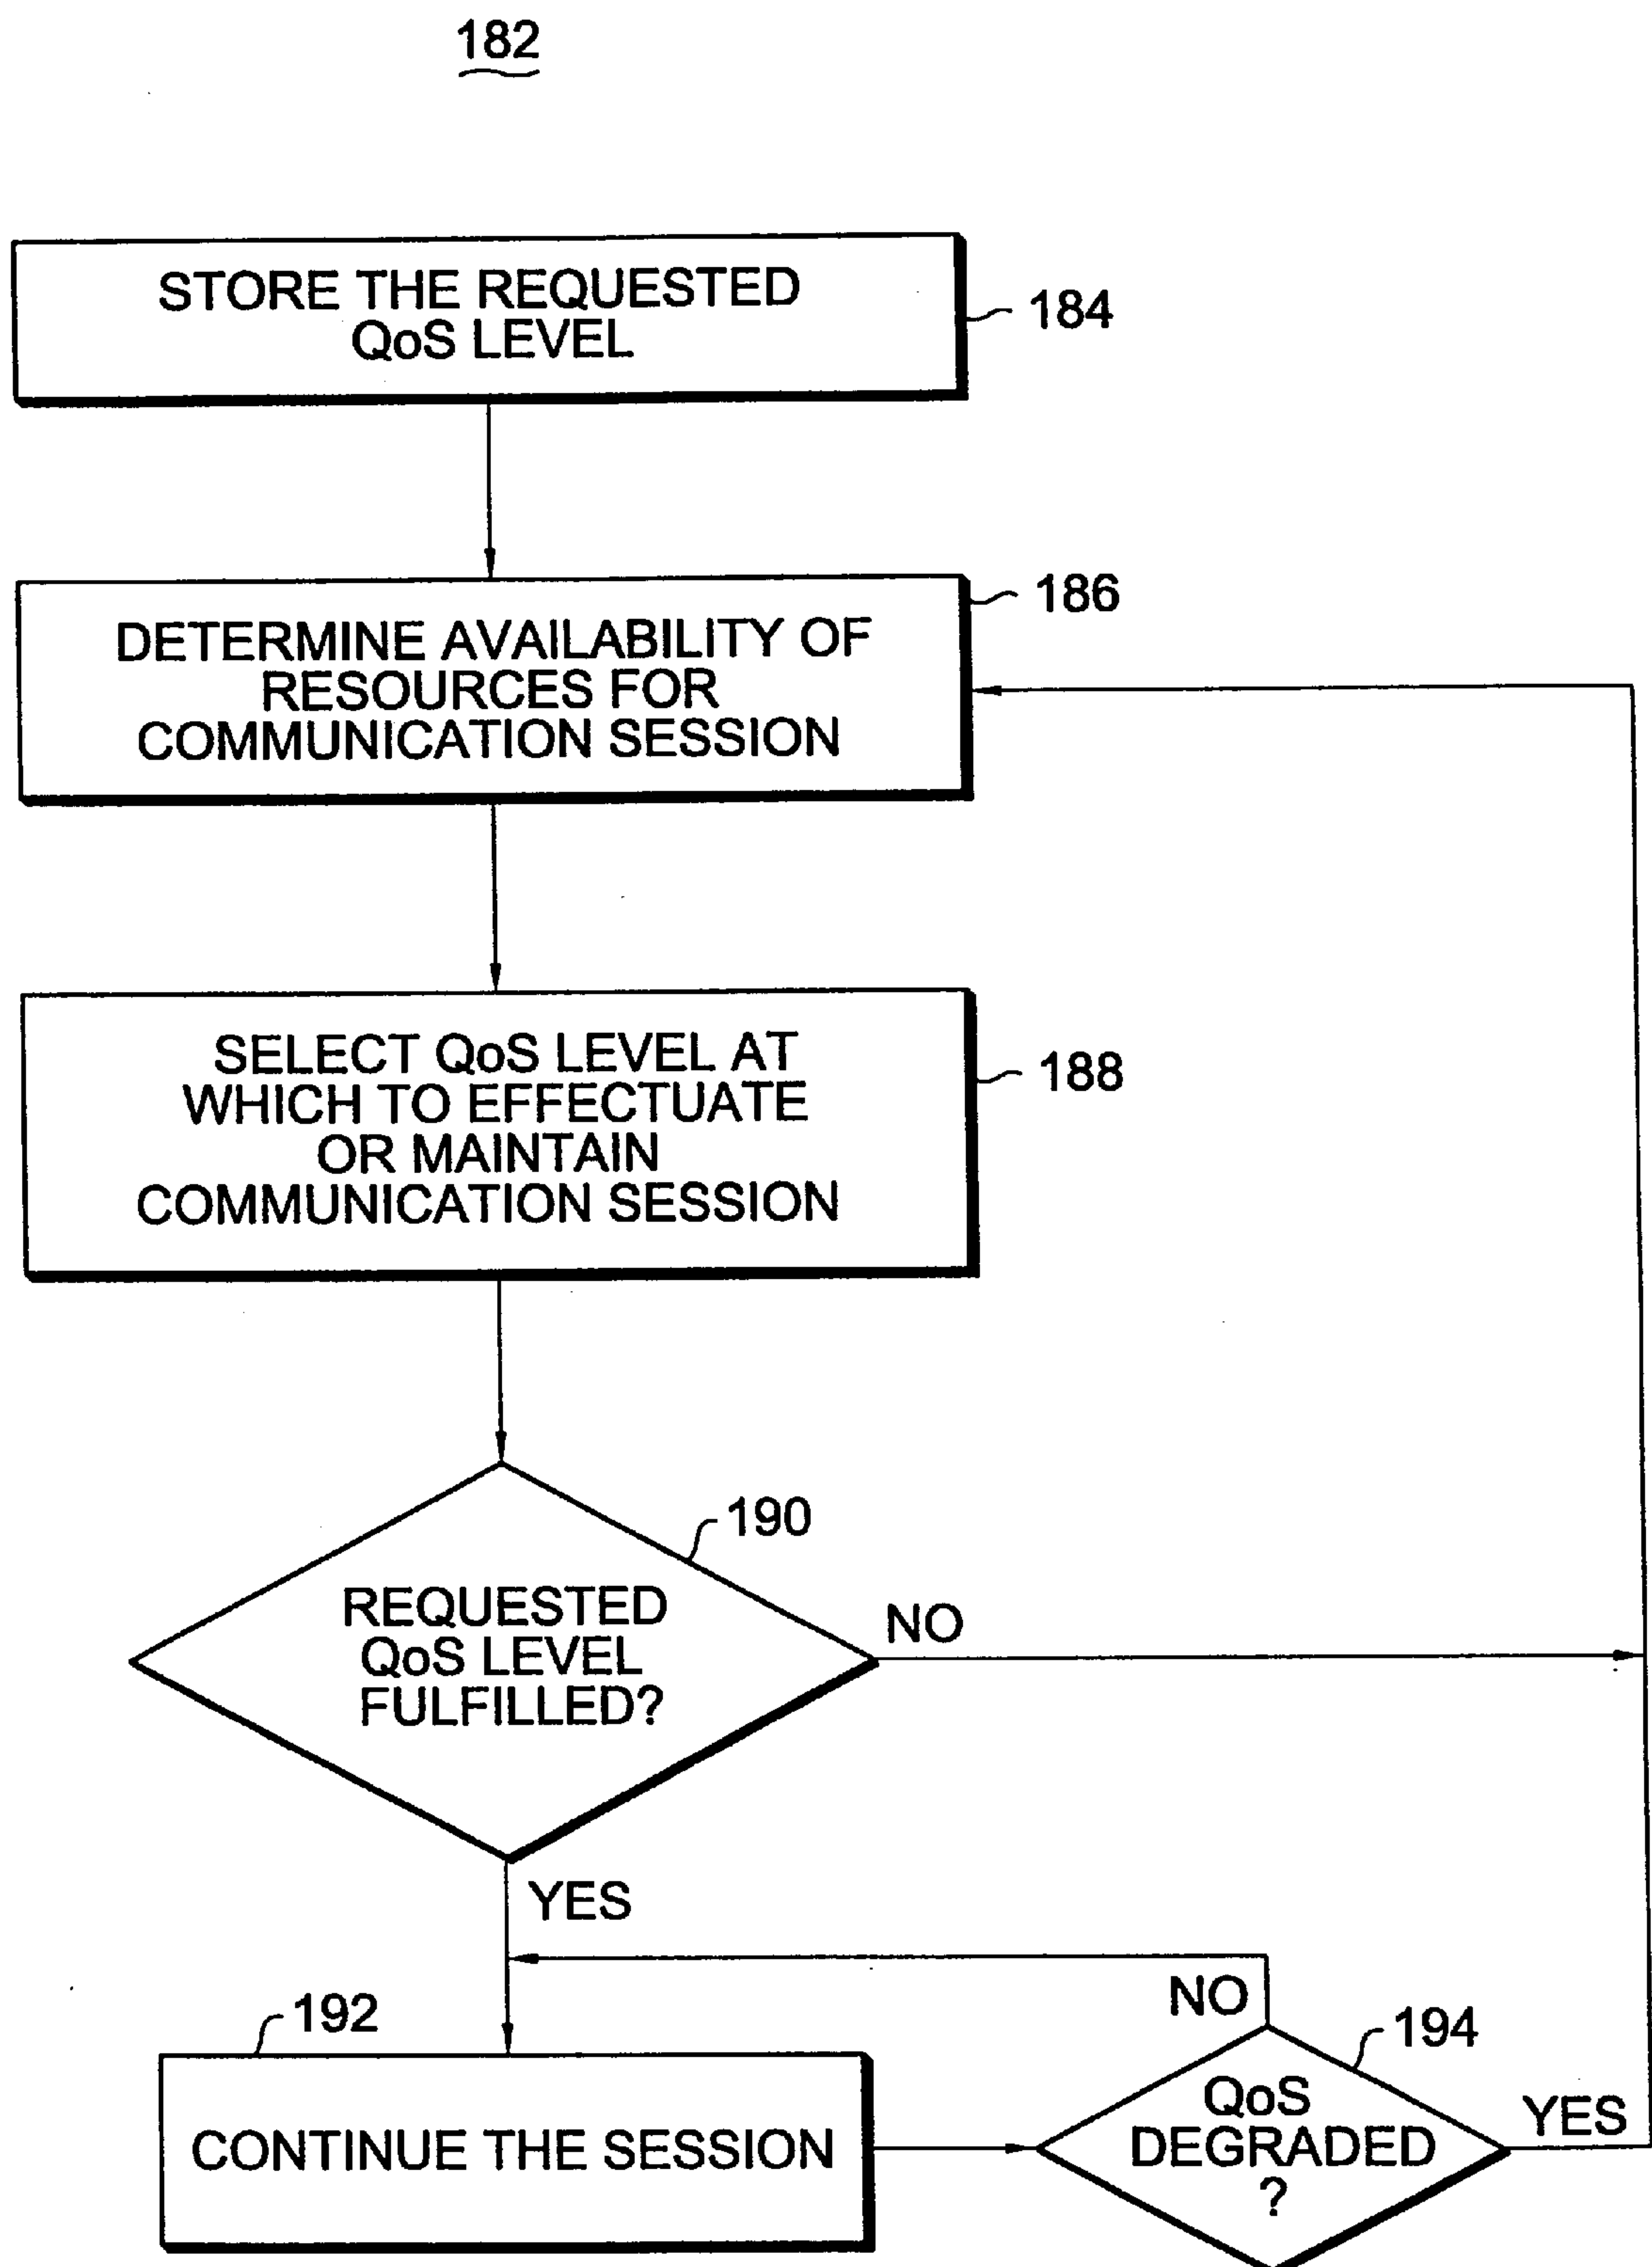 182
STORE THE REQUESTED
QoS LEVEL
184
186
DETERMINE AVAILABILITY OF
RESOURCES FOR
COMMUNICATION SESSION
SELECT QoS LEVEL AT
WHICH TO EFFECTUATE
OR MAINTAIN
COMMUNICATION SESSION
188
190
REQUESTED
QoS LEVEL
FULFILLED?
NO
YES
192
CONTINUE THE SESSION
NO
194
QoS
DEGRADED
?
YES